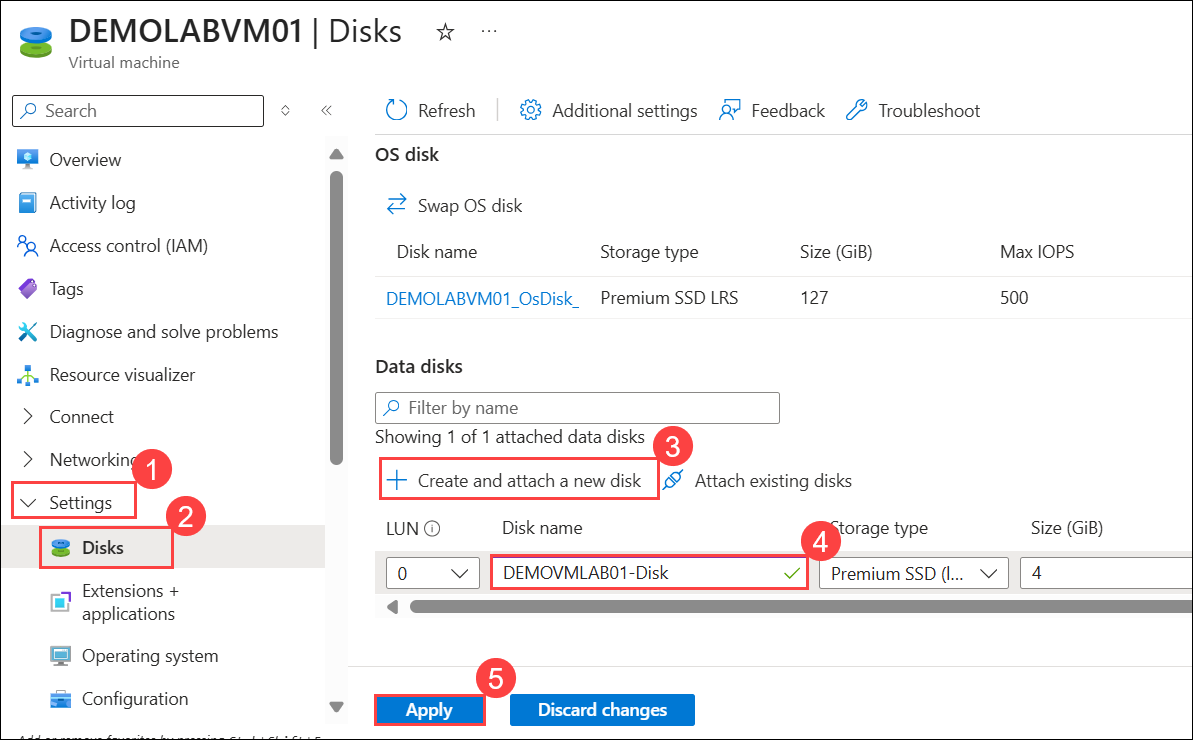 DEMOLABVM01 | Disks
Virtual machine
Search
Overview
Activity log
Access control (IAM)
Tags
Diagnose and solve problems
Resource visualizer
Connect
Networking
1
Settings
2
Disks
Extensions +
applications
Operating system
Configuration
Refresh
Additional settings
Feedback
Troubleshoot
OS disk
Swap OS disk
Disk name Storage type Size (GiB) Max IOPS
DEMOLABVM01_OsDisk_ Premium SSD LRS 127 500
Data disks
Filter by name
Showing 1 of 1 attached data disks
3
Create and attach a new disk Attach existing disks
LUN Disk name Storage type Size (GiB)
4
0 DEMOVMLAB01-Disk Premium SSD (l... 4
5
Apply Discard changes